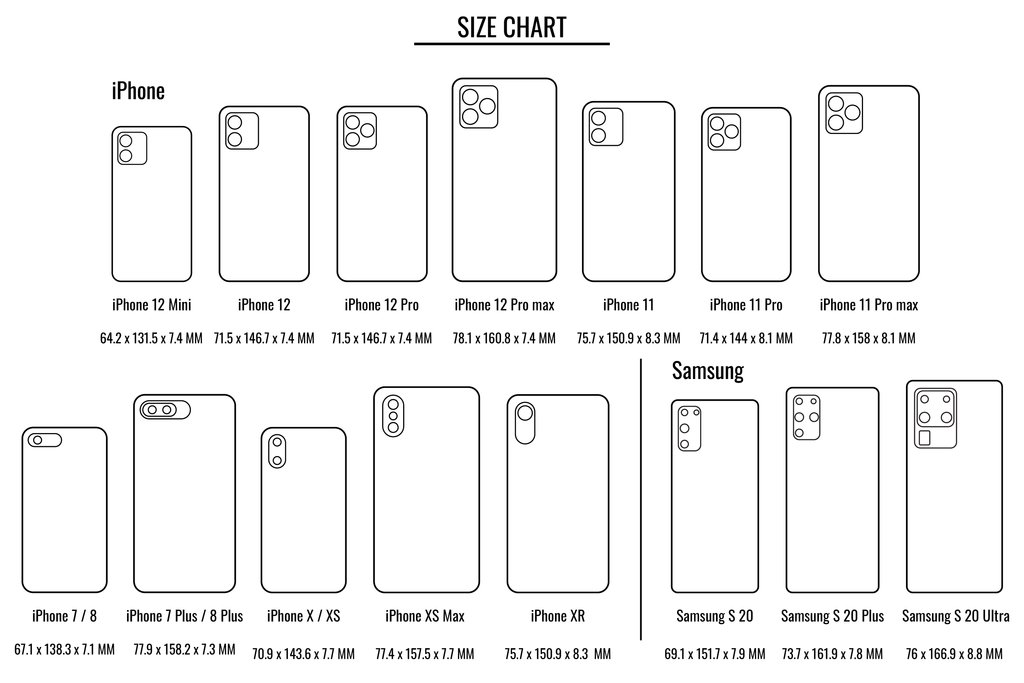 SIZE CHART
iPhone
iPhone 12 Mini
64.2 x 131.5 x 7.4 MM
iPhone 12
71.5 x 146.7 x 7.4 MM
iPhone 12 Pro
71.5 x 146.7 x 7.4 MM
iPhone 12 Pro max
78.1 x 160.8 x 7.4 MM
iPhone 11
75.7 x 150.9 x 8.3 MM
iPhone 11 Pro
71.4 x 144 x 8.1 MM
iPhone 11 Pro max
77.8 x 158 x 8.1 MM
iPhone 7 / 8
67.1 x 138.3 x 7.1 MM
iPhone 7 Plus / 8 Plus
77.9 x 158.2 x 7.3 MM
iPhone X / XS
70.9 x 143.6 x 7.7 MM
iPhone XS Max
77.4 x 157.5 x 7.7 MM
iPhone XR
75.7 x 150.9 x 8.3 MM
Samsung
Samsung S 20
69.1 x 151.7 x 7.9 MM
Samsung S 20 Plus
73.7 x 161.9 x 7.8 MM
Samsung S 20 Ultra
76 x 166.9 x 8.8 MM